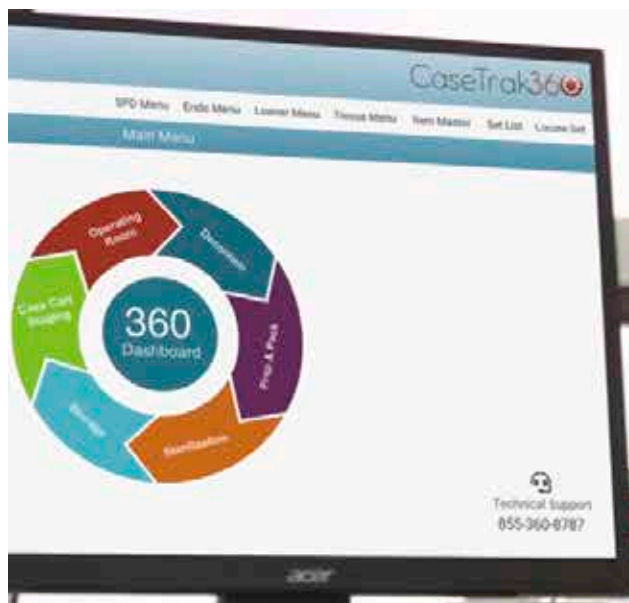 CaseTrak360
SPD Menu Endo Menu Loaner Menu Tissue Menu Item Master Set List Locate Set
Main Menu
Operating
Room
Decontam
Case Cart
Staging
360
Dashboard
Prep & Pack
Storage
Sterilization
Technical Support
855-360-8787
acer